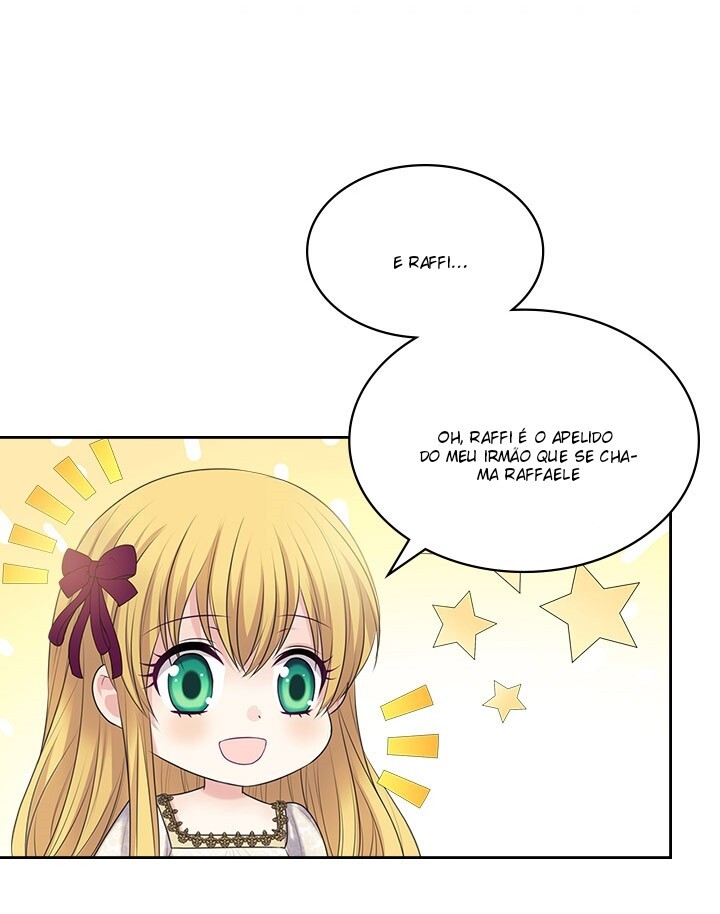 E RAFFI...
OH, RAFFI É O APELIDO
DO MEU IRMÃO QUE SE CHA-
MA RAFFAELE